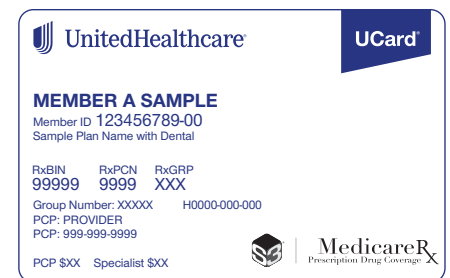 UnitedHealthcare®
UCard®
MEMBER A SAMPLE
Member ID 123456789-00
Sample Plan Name with Dental
RxBIN RxPCN RxGRP
99999 9999 XXX
Group Number: XXXXX H0000-000-000
PCP: PROVIDER
PCP: 999-999-9999
PCP $XX Specialist $XX
S3
MedicareRx
Prescription Drug Coverage